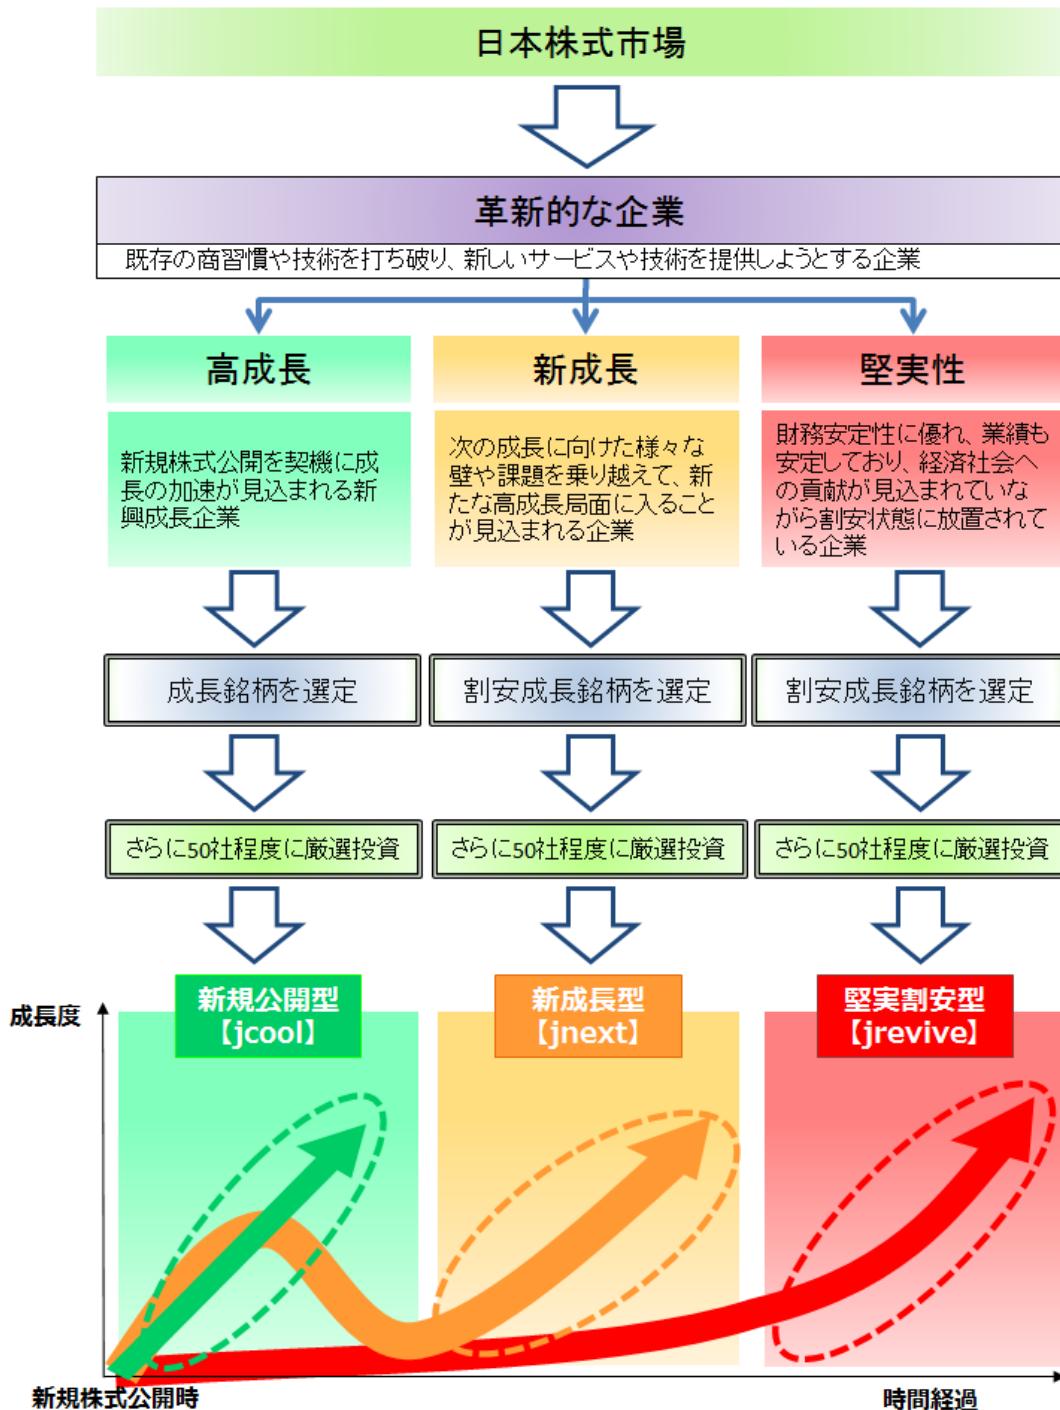 日本株式市場
革新的な企業
既存の商習慣や技術を打ち破り、新しいサービスや技術を提供しようとする企業
高成長
新成長
堅実性
新規株式公開を契機に成
長の加速が見込まれる新
興成長企業
次の成長に向けた様々な
壁や課題を乗り越えて、新
たな高成長局面に入ること
が見込まれる企業
財務安定性に優れ、業績も
安定しており、経済社会へ
の貢献が見込まれていな
がら割安状態に放置されて
いる企業
成長銘柄を選定
割安成長銘柄を選定
割安成長銘柄を選定
さらに50社程度に厳選投資
さらに50社程度に厳選投資
さらに50社程度に厳選投資
成長度
新規公開型
【jcool】
新成長型
【jnext】
堅実割安型
【jrevive】
新規株式公開時
時間経過